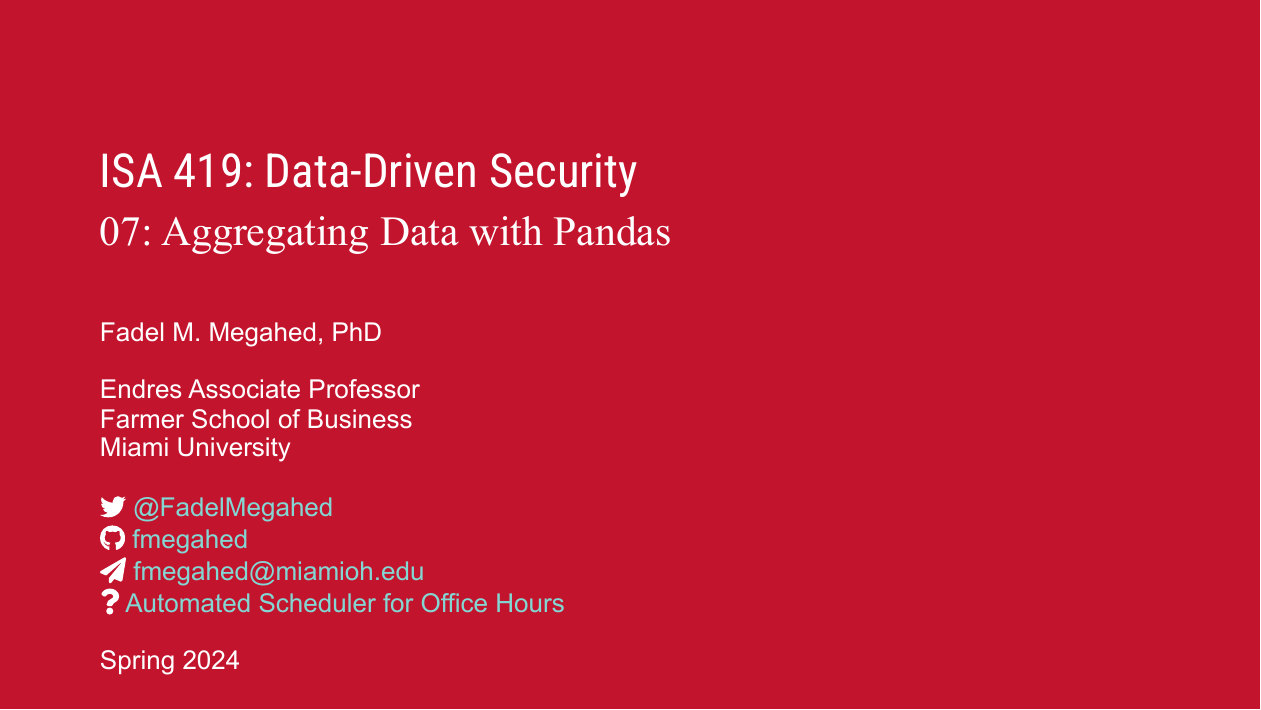 ISA 419: Data-Driven Security
07: Aggregating Data with Pandas
Fadel M. Megahed, PhD
Endres Associate Professor
Farmer School of Business
Miami University
@FadelMegahed
fmegahed
fmegahed@miamioh.edu
Automated Scheduler for Office Hours
Spring 2024